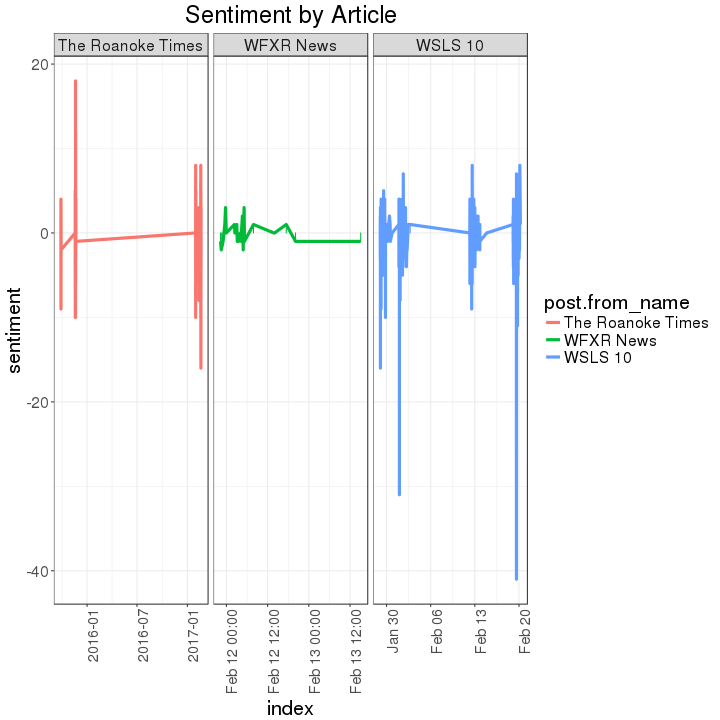 Sentiment by Article
The Roanoke Times
WFXR News
WSLS 10
20
0
-20
-40
sentiment
2016-01
2016-07
2017-01
Feb 12 00:00
Feb 12 12:00
Feb 13 00:00
Feb 13 12:00
Jan 30
Feb 06
Feb 13
Feb 20
index
post.from_name
The Roanoke Times
WFXR News
WSLS 10